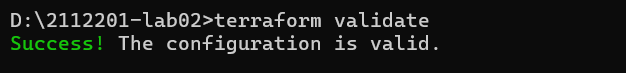 D:\2112201-lab02>terraform validate
Success! The configuration is valid.